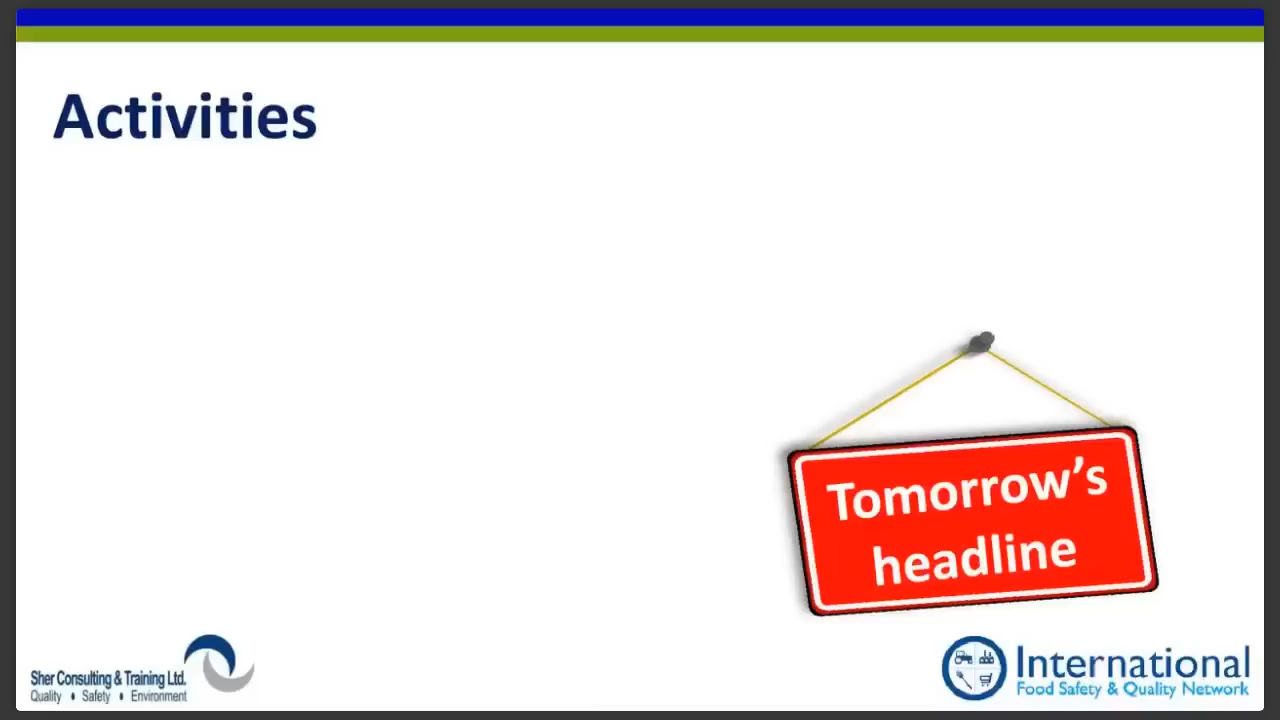 Activities
Tomorrow’s
headline
Sher Consulting & Training Ltd.
Quality • Safety • Environment
International
Food Safety & Quality Network